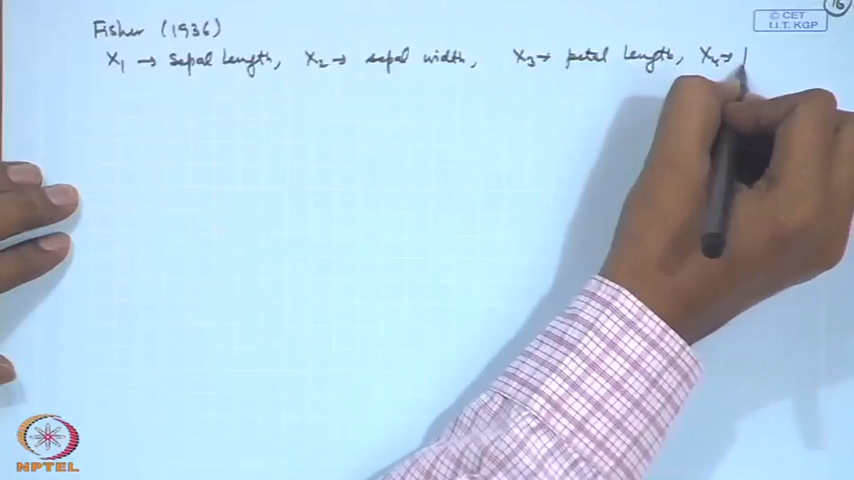 16
© CET
I.I.T. KGP
Fisher (1936)
X1 → Sepal Length, X2 → sepal width, X3 → petal Length, X4 →
NPTEL